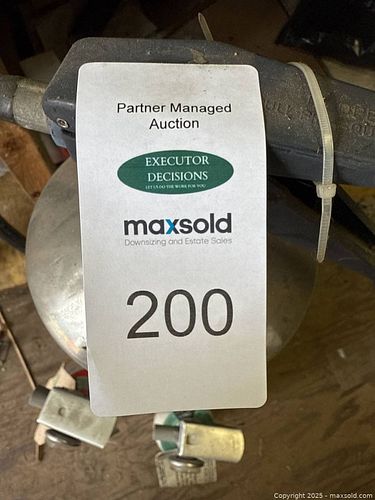 Partner Managed
Auction
EXECUTOR
DECISIONS
LET US DO THE WORK FOR YOU
maxsold
Downsizing and Estate Sales
200
Copyright 2025 - maxsold.com